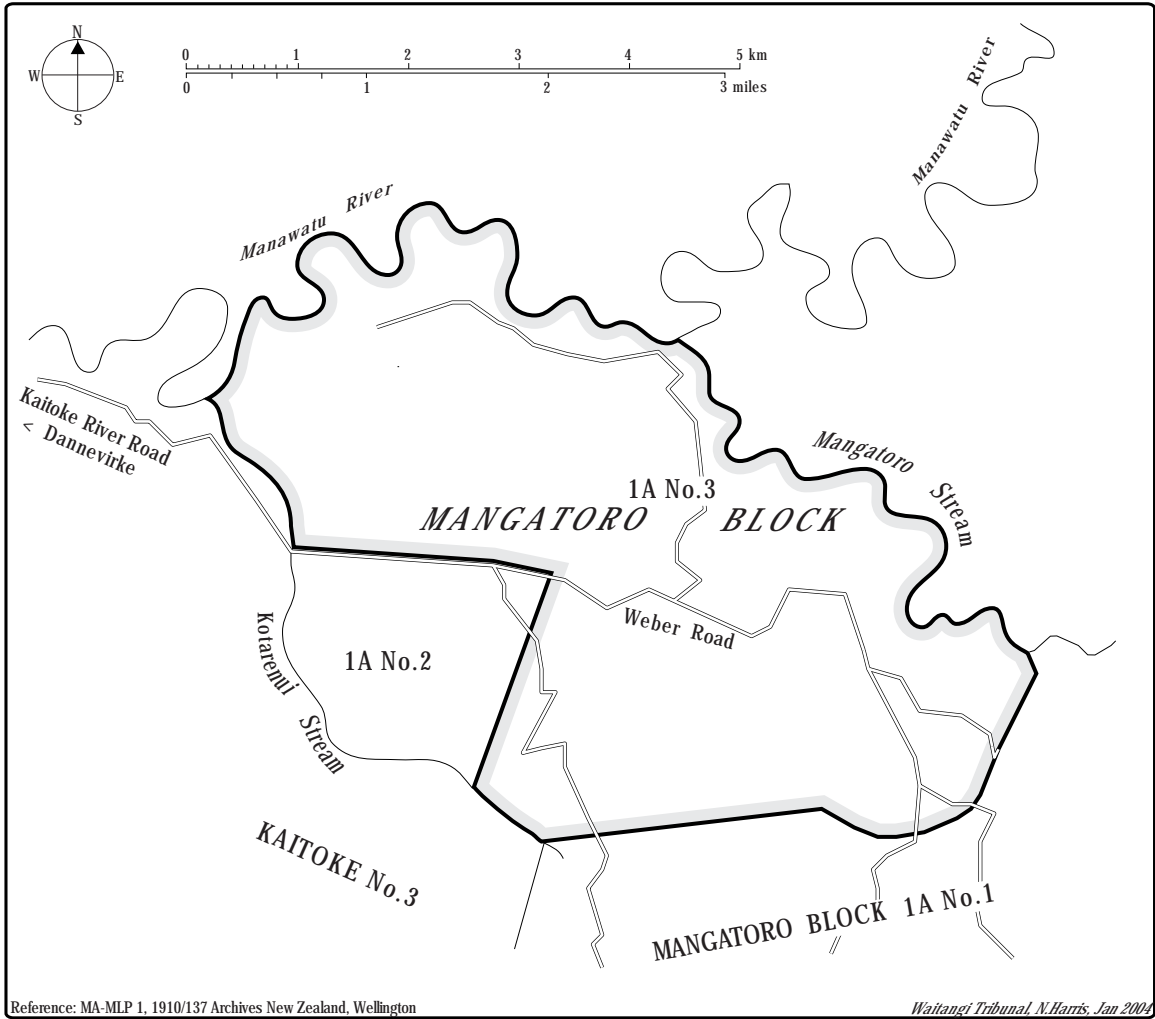 N
W E
S
0 1 2 3 4 5 km
0 1 2 3 miles
Manawatu River
Manawatu River
Kaitoke River Road
< Dannevirke
Mangatoro Stream
1A No.3
MANGATORO BLOCK
Weber Road
Kotarenui Stream
1A No.2
KAITOKE No.3
MANGATORO BLOCK 1A No.1
Reference: MA-MLP 1, 1910/137 Archives New Zealand, Wellington
Waitangi Tribunal, N.Harris, Jan 2004